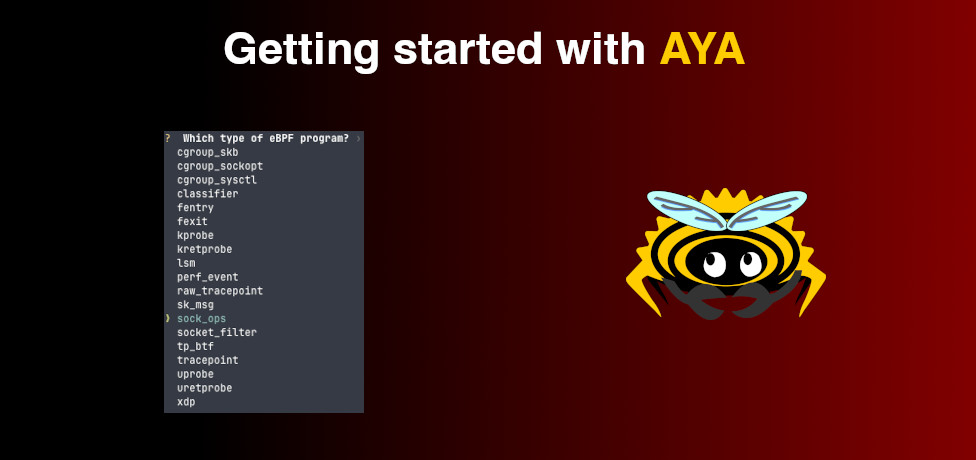 Getting started with AYA
? Which type of eBPF program? ›
cgroup_skb
cgroup_sockopt
cgroup_sysctl
classifier
fentry
fexit
kprobe
kretprobe
lsm
perf_event
raw_tracepoint
sk_msg
❯ sock_ops
socket_filter
tp_btf
tracepoint
uprobe
uretprobe
xdp